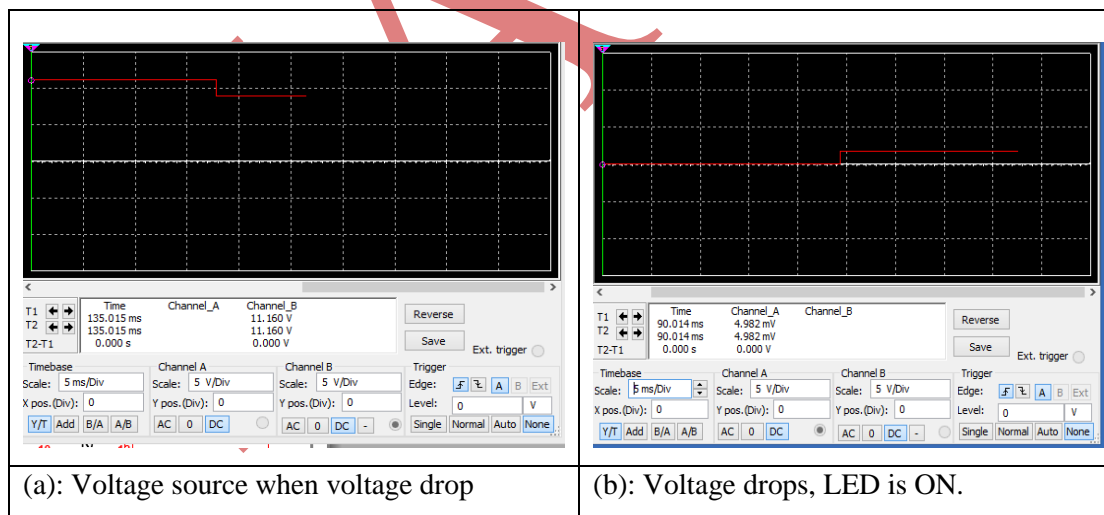 T1
T2
T2-T1
Time Channel_A Channel_B
135.015 ms 11.160 V
135.015 ms 11.160 V
0.000 s 0.000 V
Reverse
Save
Ext. trigger
Timebase
Scale: 5 ms/Div
X pos.(Div): 0
Y/T Add B/A A/B
Channel A
Scale: 5 V/Div
Y pos.(Div): 0
AC 0 DC
Channel B
Scale: 5 V/Div
Y pos.(Div): 0
AC 0 DC -
Trigger
Edge: A B Ext
Level: 0 V
Single Normal Auto None
(a): Voltage source when voltage drop
T1
T2
T2-T1
Time Channel_A Channel_B
90.014 ms 4.982 mV
90.014 ms 4.982 mV
0.000 s 0.000 V
Reverse
Save
Ext. trigger
Timebase
Scale: 5 ms/Div
X pos.(Div): 0
Y/T Add B/A A/B
Channel A
Scale: 5 V/Div
Y pos.(Div): 0
AC 0 DC
Channel B
Scale: 5 V/Div
Y pos.(Div): 0
AC 0 DC -
Trigger
Edge: A B Ext
Level: 0 V
Single Normal Auto None
(b): Voltage drops, LED is ON.